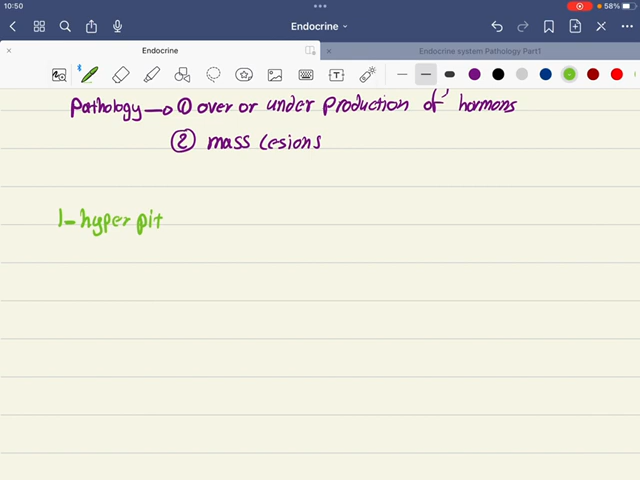 10:50
58%
Endocrine
Endocrine
Endocrine system Pathology Part1
Pathology → ① over or under production of hormons
② mass lesions
1- hyper pit